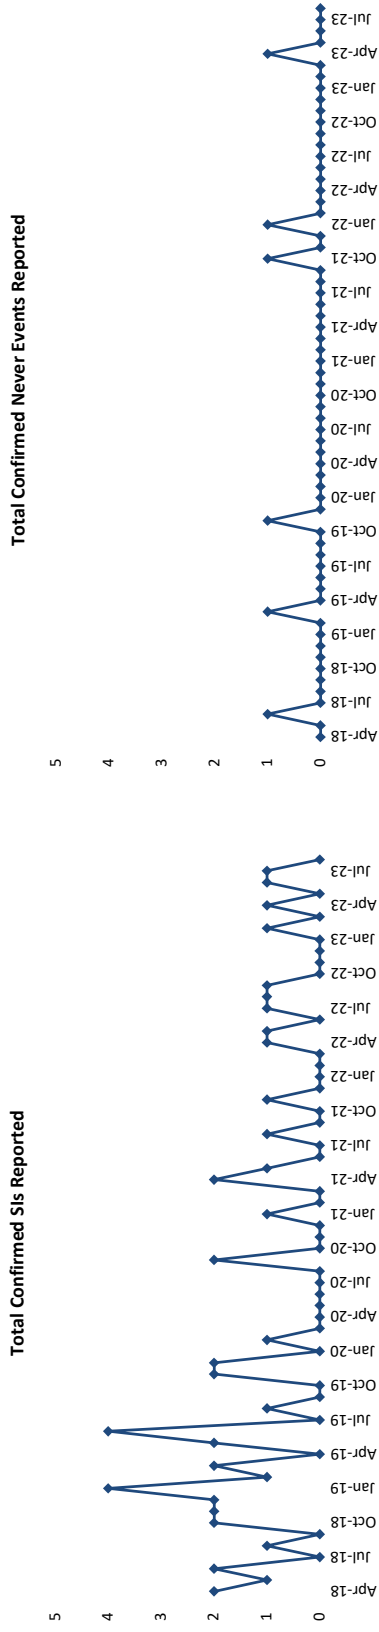 Total Confirmed SIs Reported
5
4
3
2
1
0
Apr-18
Jul-18
Oct-18
Jan-19
Apr-19
Jul-19
Oct-19
Jan-20
Apr-20
Jul-20
Oct-20
Jan-21
Apr-21
Jul-21
Oct-21
Jan-22
Apr-22
Jul-22
Oct-22
Jan-23
Apr-23
Jul-23
Total Confirmed Never Events Reported
5
4
3
2
1
0
Apr-18
Jul-18
Oct-18
Jan-19
Apr-19
Jul-19
Oct-19
Jan-20
Apr-20
Jul-20
Oct-20
Jan-21
Apr-21
Jul-21
Oct-21
Jan-22
Apr-22
Jul-22
Oct-22
Jan-23
Apr-23
Jul-23